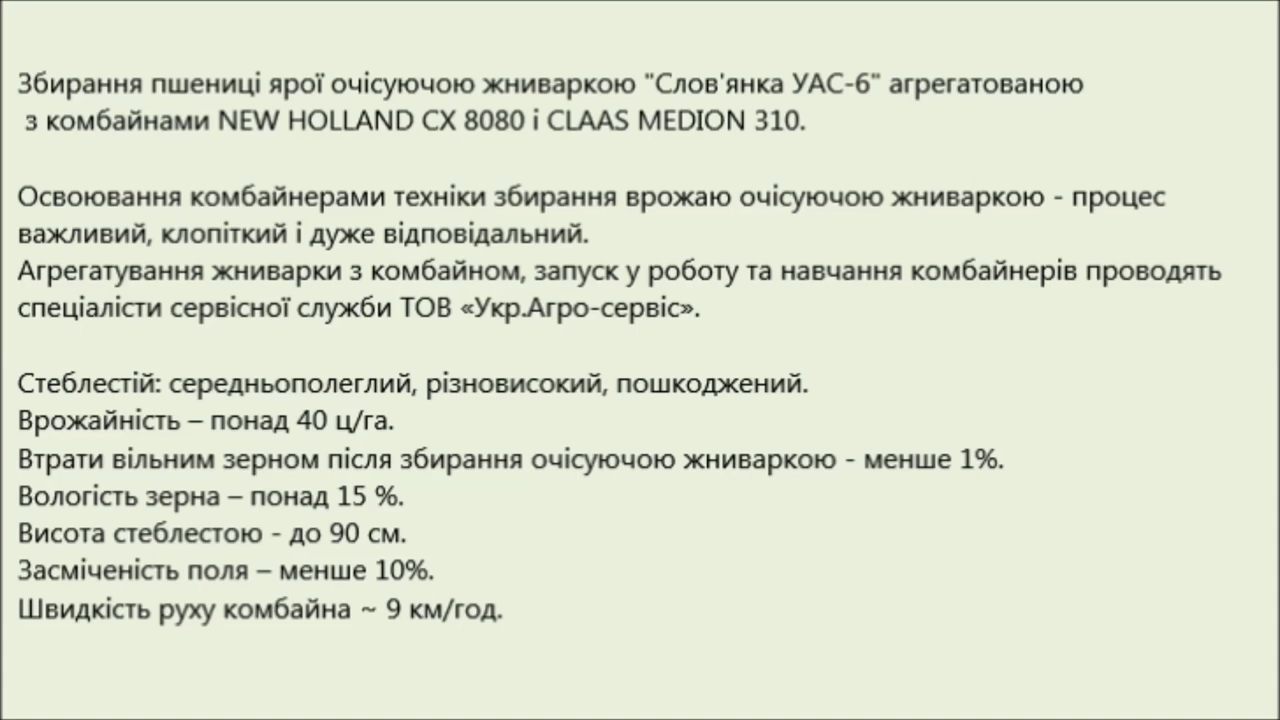 Збирання пшениці ярої очісуючою жниваркою "Слов'янка УАС-6" агрегатованою
з комбайнами NEW HOLLAND CX 8080 і CLAAS MEDION 310.
Освоювання комбайнерами техніки збирання врожаю очісуючою жниваркою - процес
важливий, клопіткий і дуже відповідальний.
Агрегатування жниварки з комбайном, запуск у роботу та навчання комбайнерів проводять
спеціалісти сервісної служби ТОВ «Укр.Агро-сервіс».
Стеблестій: середньополеглий, різновисокий, пошкоджений.
Врожайність – понад 40 ц/га.
Втрати вільним зерном після збирання очісуючою жниваркою - менше 1%.
Вологість зерна – понад 15 %.
Висота стеблестою - до 90 см.
Засміченість поля – менше 10%.
Швидкість руху комбайна ~ 9 км/год.